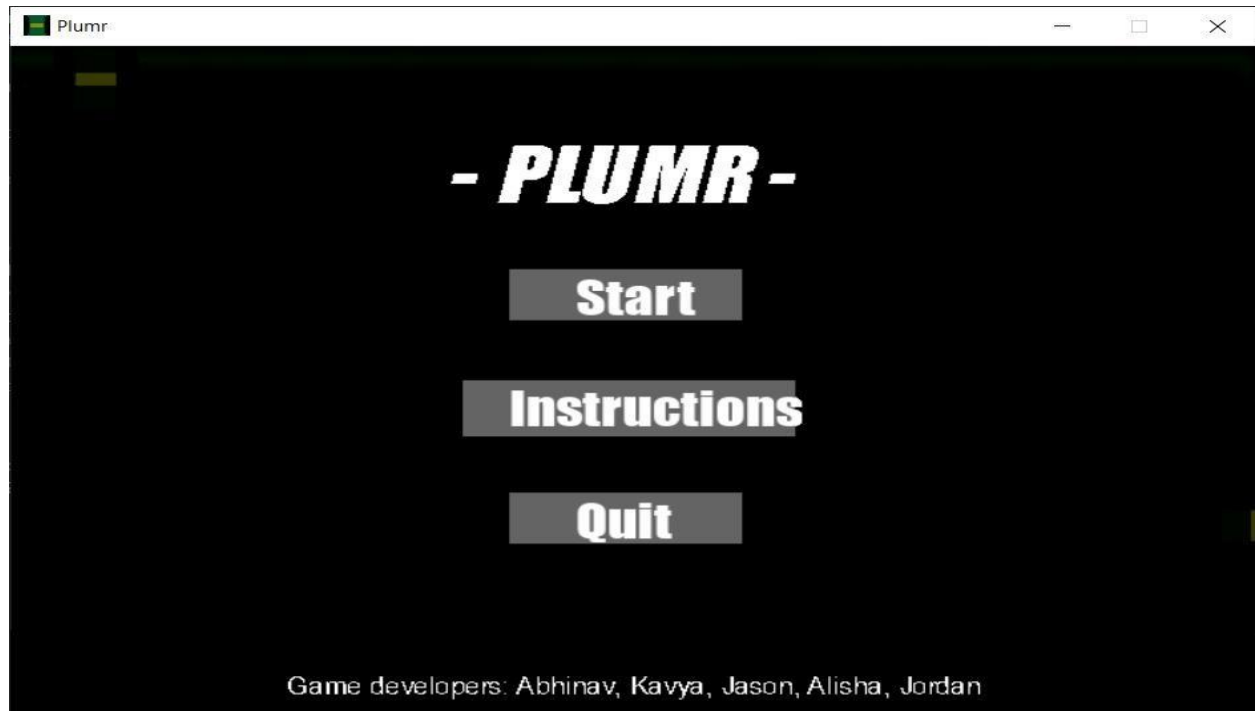 Plumr
- PLUMR -
Start
Instructions
Quit
Game developers: Abhinav, Kavya, Jason, Alisha, Jordan